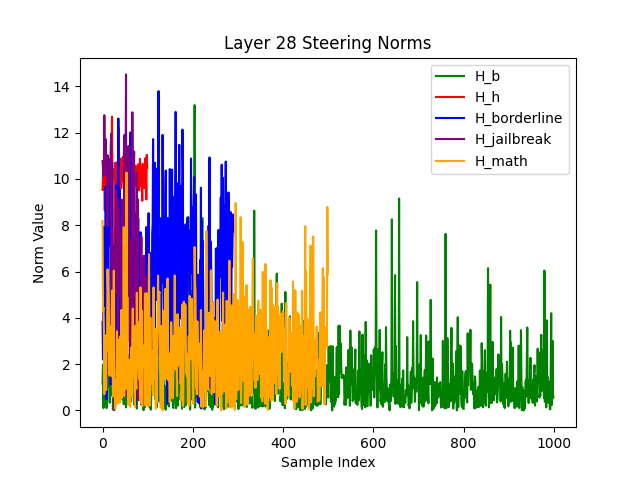 Layer 28 Steering Norms
H_b
H_h
H_borderline
H_jailbreak
H_math
Norm Value
14
12
10
8
6
4
2
0
0 200 400 600 800 1000
Sample Index